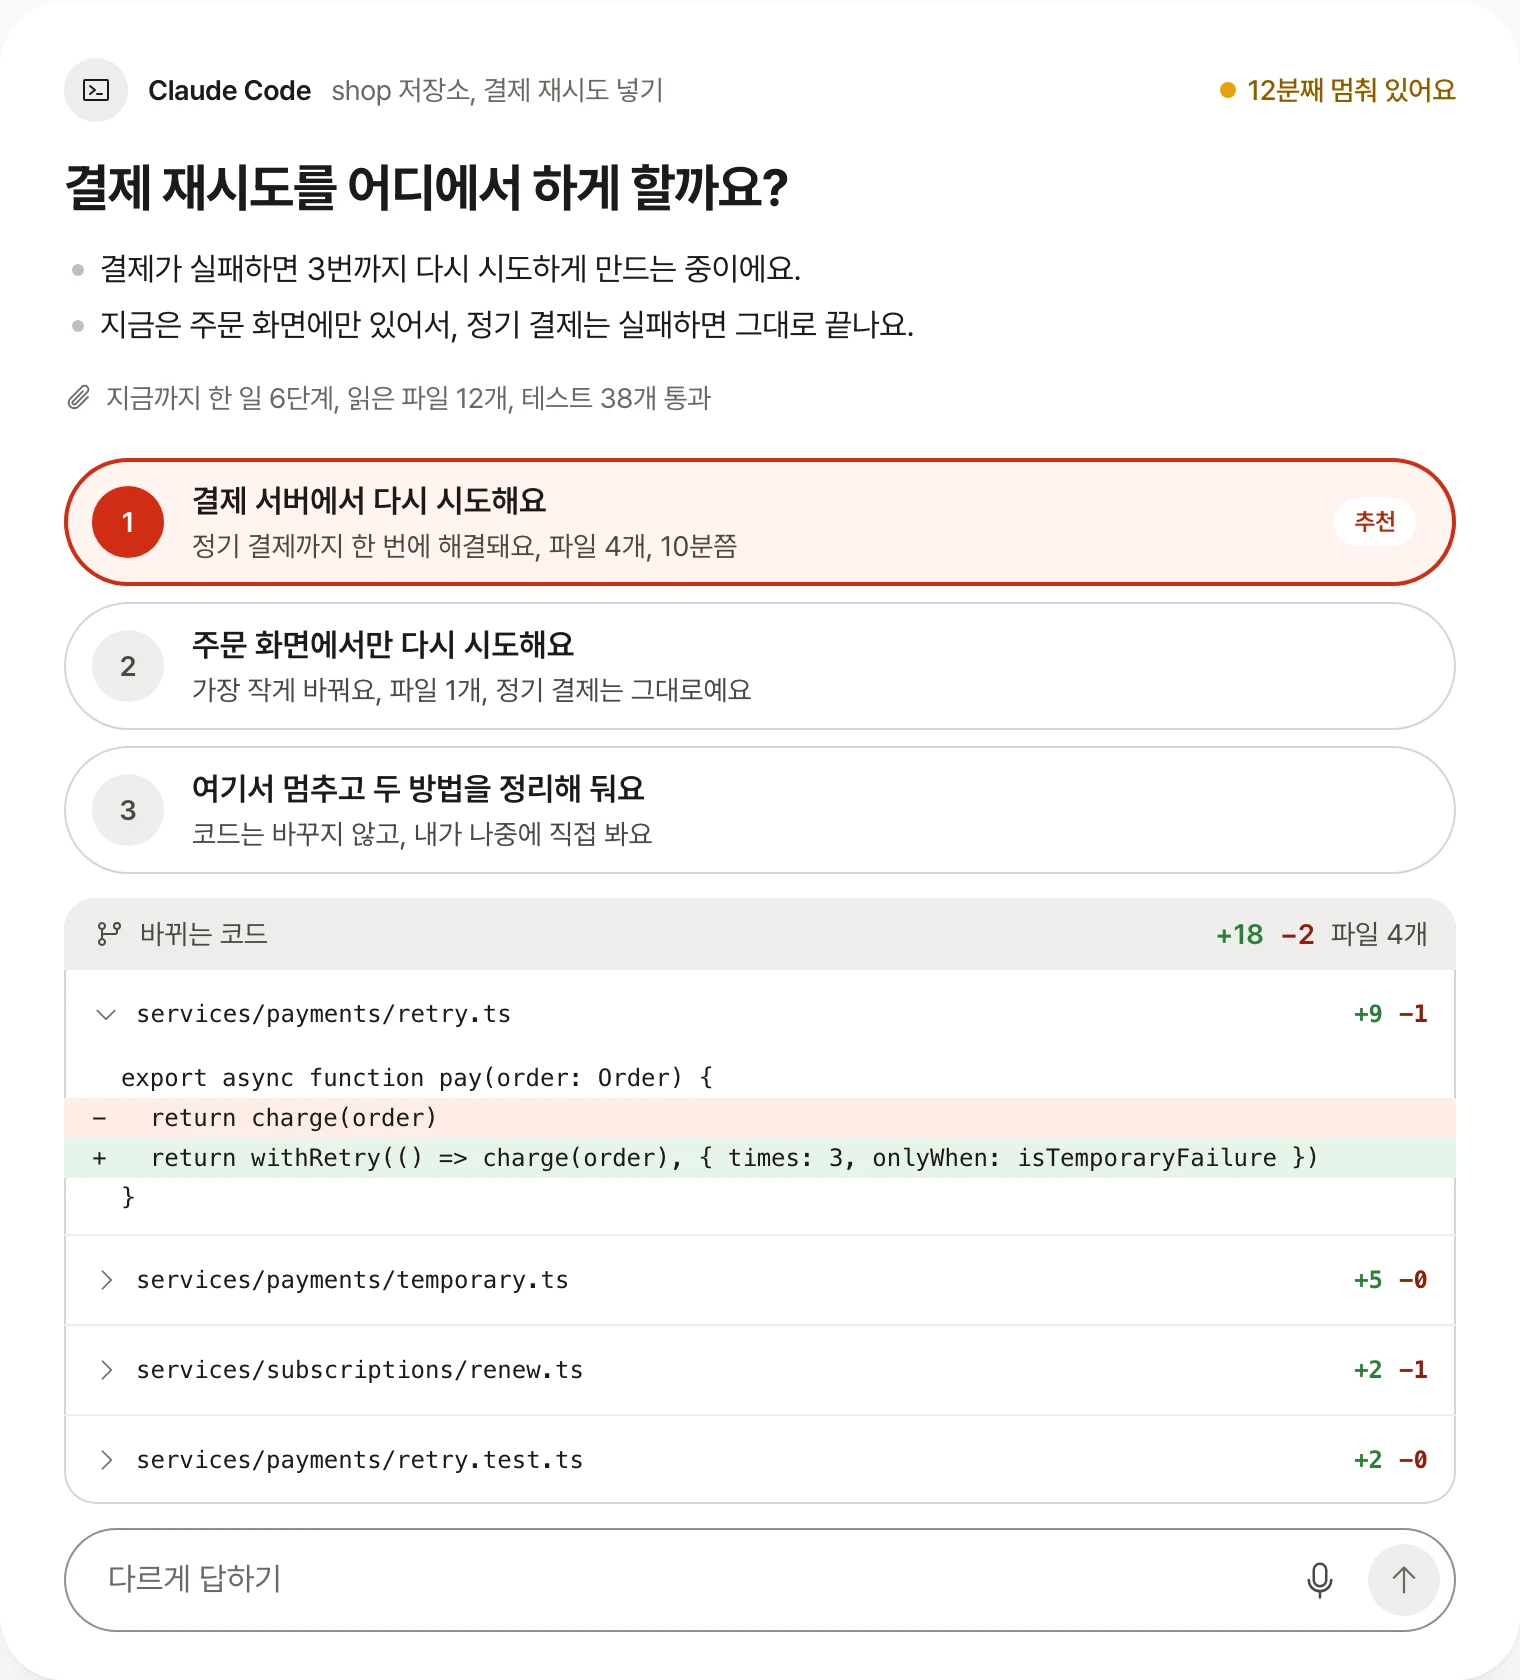 Claude Code shop 저장소, 결제 재시도 넣기 12분째 멈춰 있어요
결제 재시도를 어디에서 하게 할까요?
결제가 실패하면 3번까지 다시 시도하게 만드는 중이에요.
지금은 주문 화면에만 있어서, 정기 결제는 실패하면 그대로 끝나요.
지금까지 한 일 6단계, 읽은 파일 12개, 테스트 38개 통과
1
결제 서버에서 다시 시도해요
정기 결제까지 한 번에 해결돼요, 파일 4개, 10분쯤
추천
2
주문 화면에서만 다시 시도해요
가장 작게 바꿔요, 파일 1개, 정기 결제는 그대로예요
3
여기서 멈추고 두 방법을 정리해 둬요
코드는 바꾸지 않고, 내가 나중에 직접 봐요
바뀌는 코드 +18 −2 파일 4개
services/payments/retry.ts +9 −1
export async function pay(order: Order) {
− return charge(order)
+ return withRetry(() => charge(order), { times: 3, onlyWhen: isTemporaryFailure })
}
services/payments/temporary.ts +5 −0
services/subscriptions/renew.ts +2 −1
services/payments/retry.test.ts +2 −0
다르게 답하기